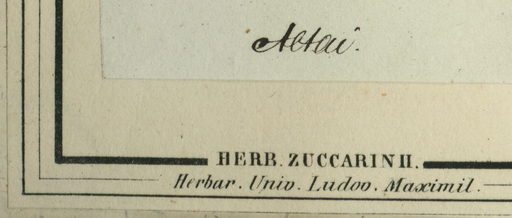 Altai.
HERB. ZUCCARINII.
Herbar. Univ. Ludov. Maximil.